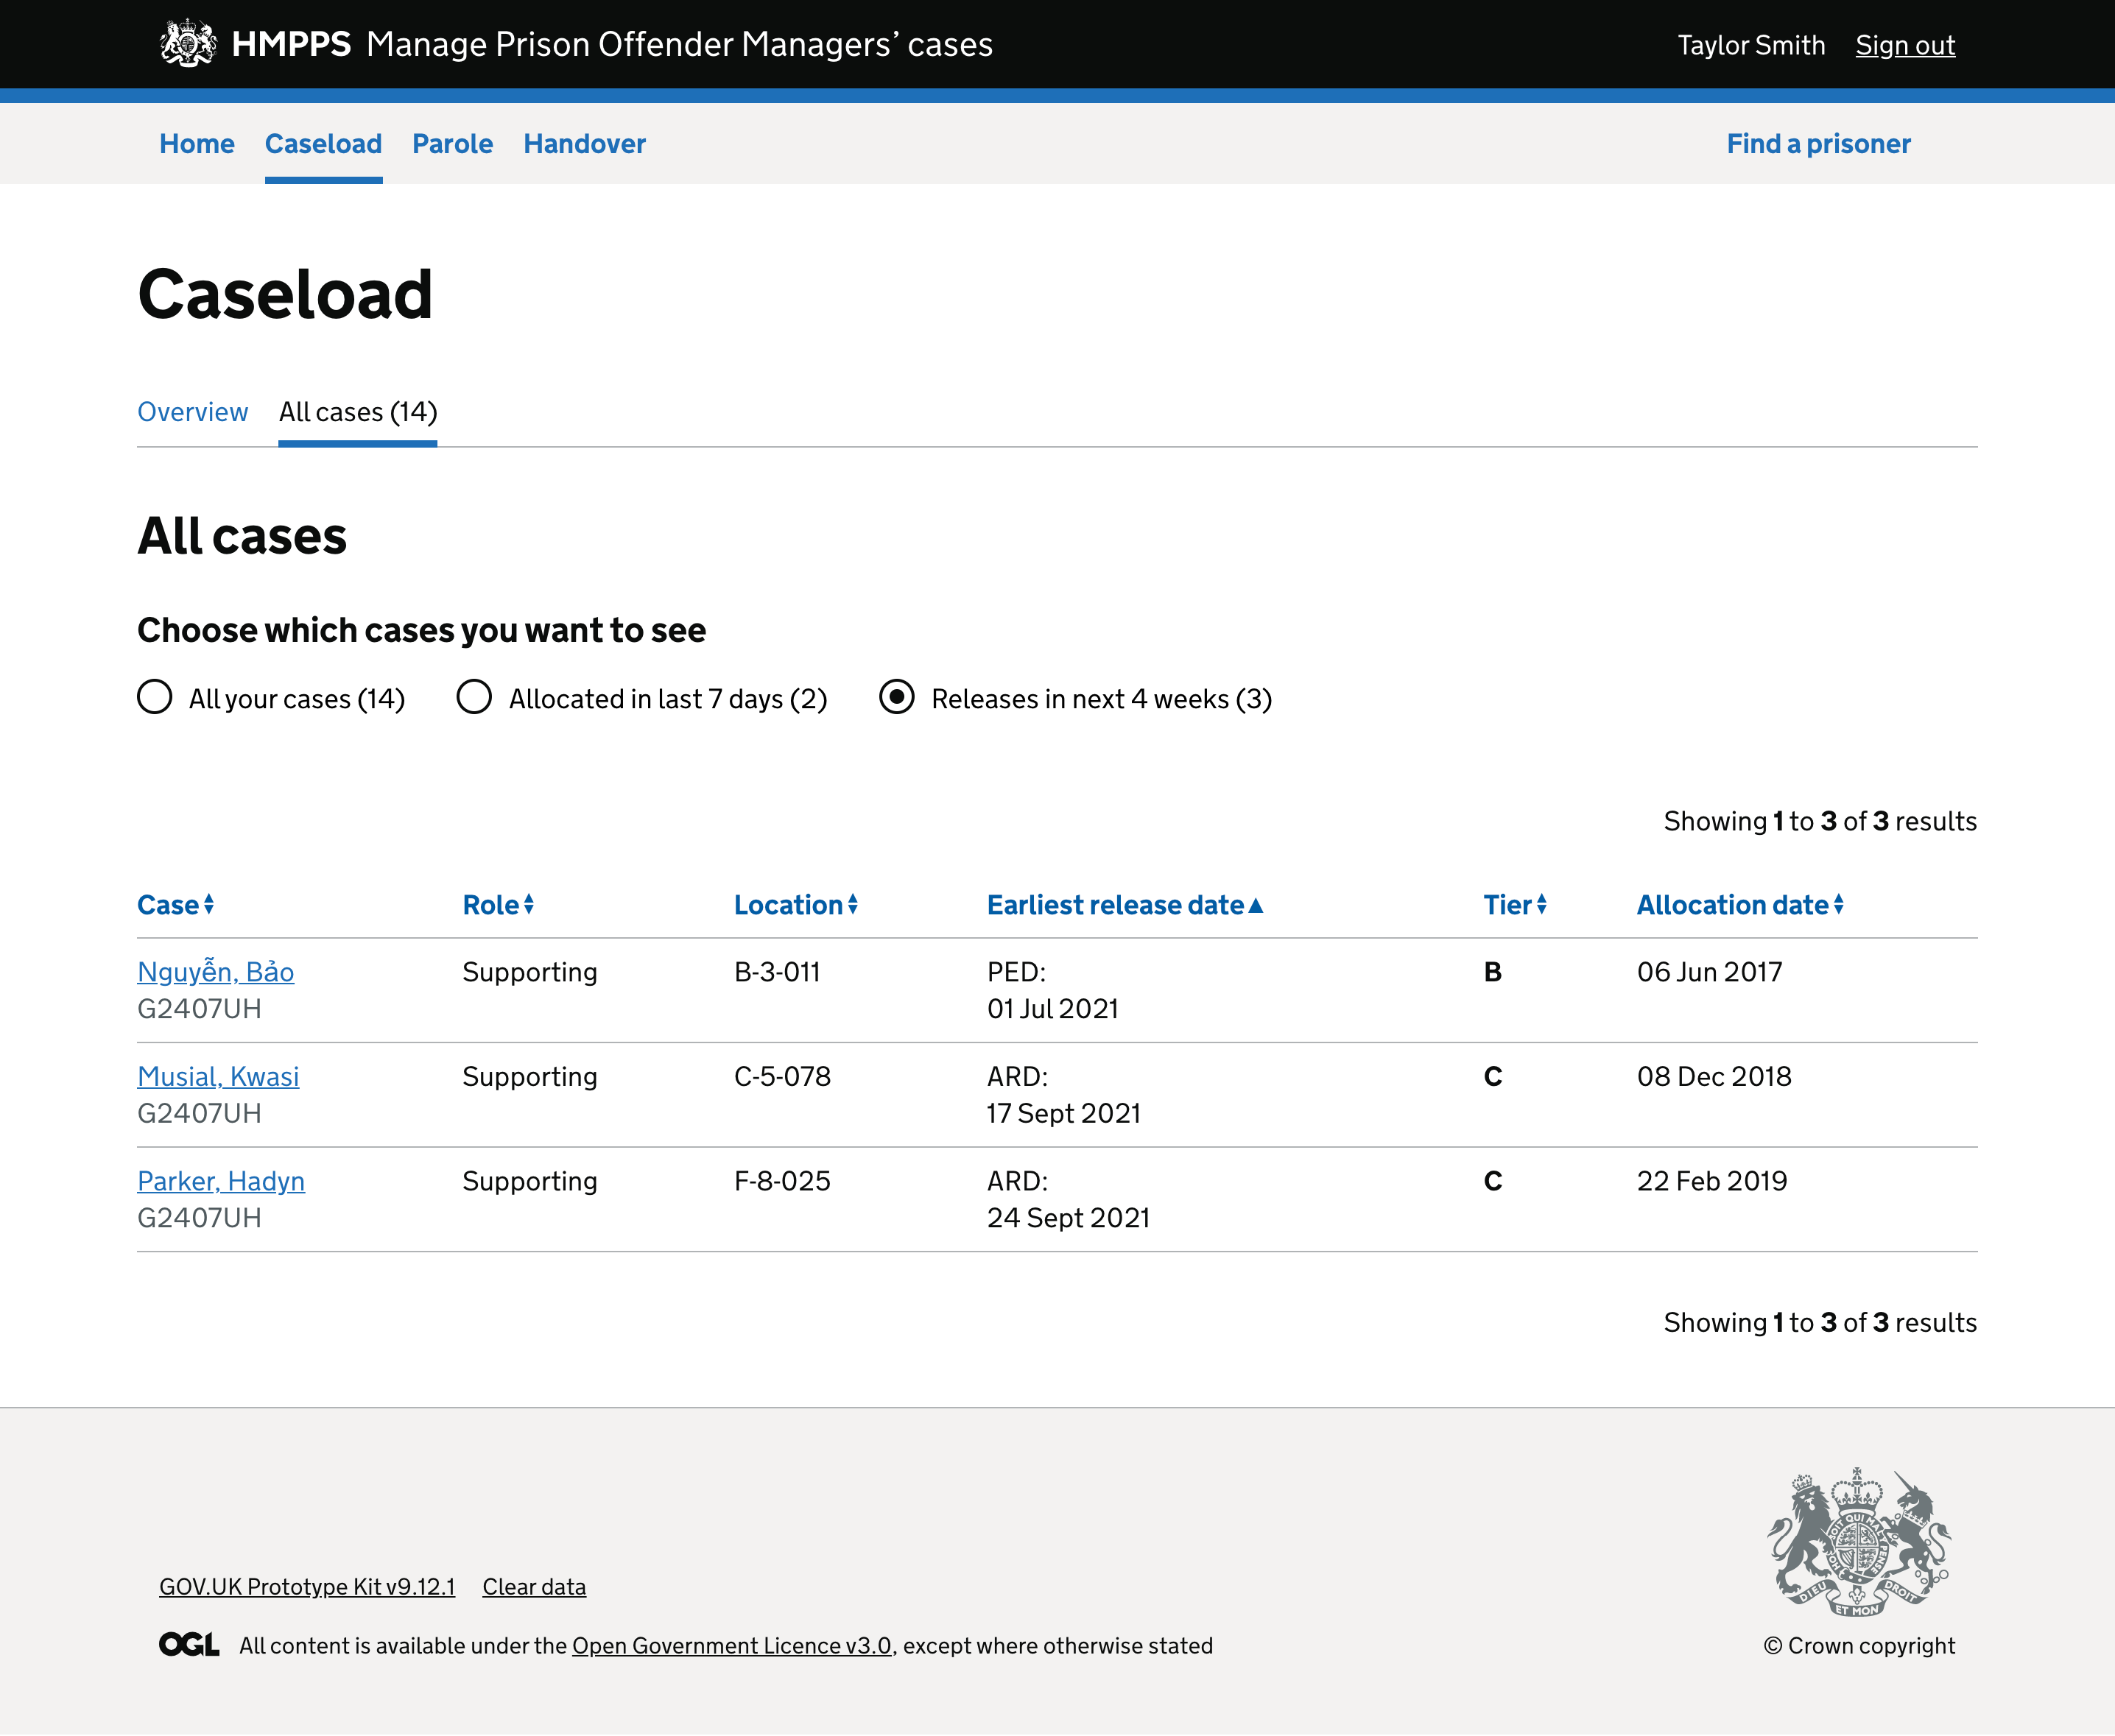 HMPPS Manage Prison Offender Managers’ cases Taylor Smith Sign out
Home Caseload Parole Handover Find a prisoner
Caseload
Overview All cases (14)
All cases
Choose which cases you want to see
All your cases (14) Allocated in last 7 days (2) Releases in next 4 weeks (3)
Showing 1 to 3 of 3 results
Case Role Location Earliest release date Tier Allocation date
Nguyễn, Bảo Supporting B-3-011 PED: B 06 Jun 2017
G2407UH 01 Jul 2021
Musial, Kwasi Supporting C-5-078 ARD: C 08 Dec 2018
G2407UH 17 Sept 2021
Parker, Hadyn Supporting F-8-025 ARD: C 22 Feb 2019
G2407UH 24 Sept 2021
Showing 1 to 3 of 3 results
GOV.UK Prototype Kit v9.12.1 Clear data
DIEU ET MON DROIT
OGL All content is available under the Open Government Licence v3.0, except where otherwise stated
© Crown copyright